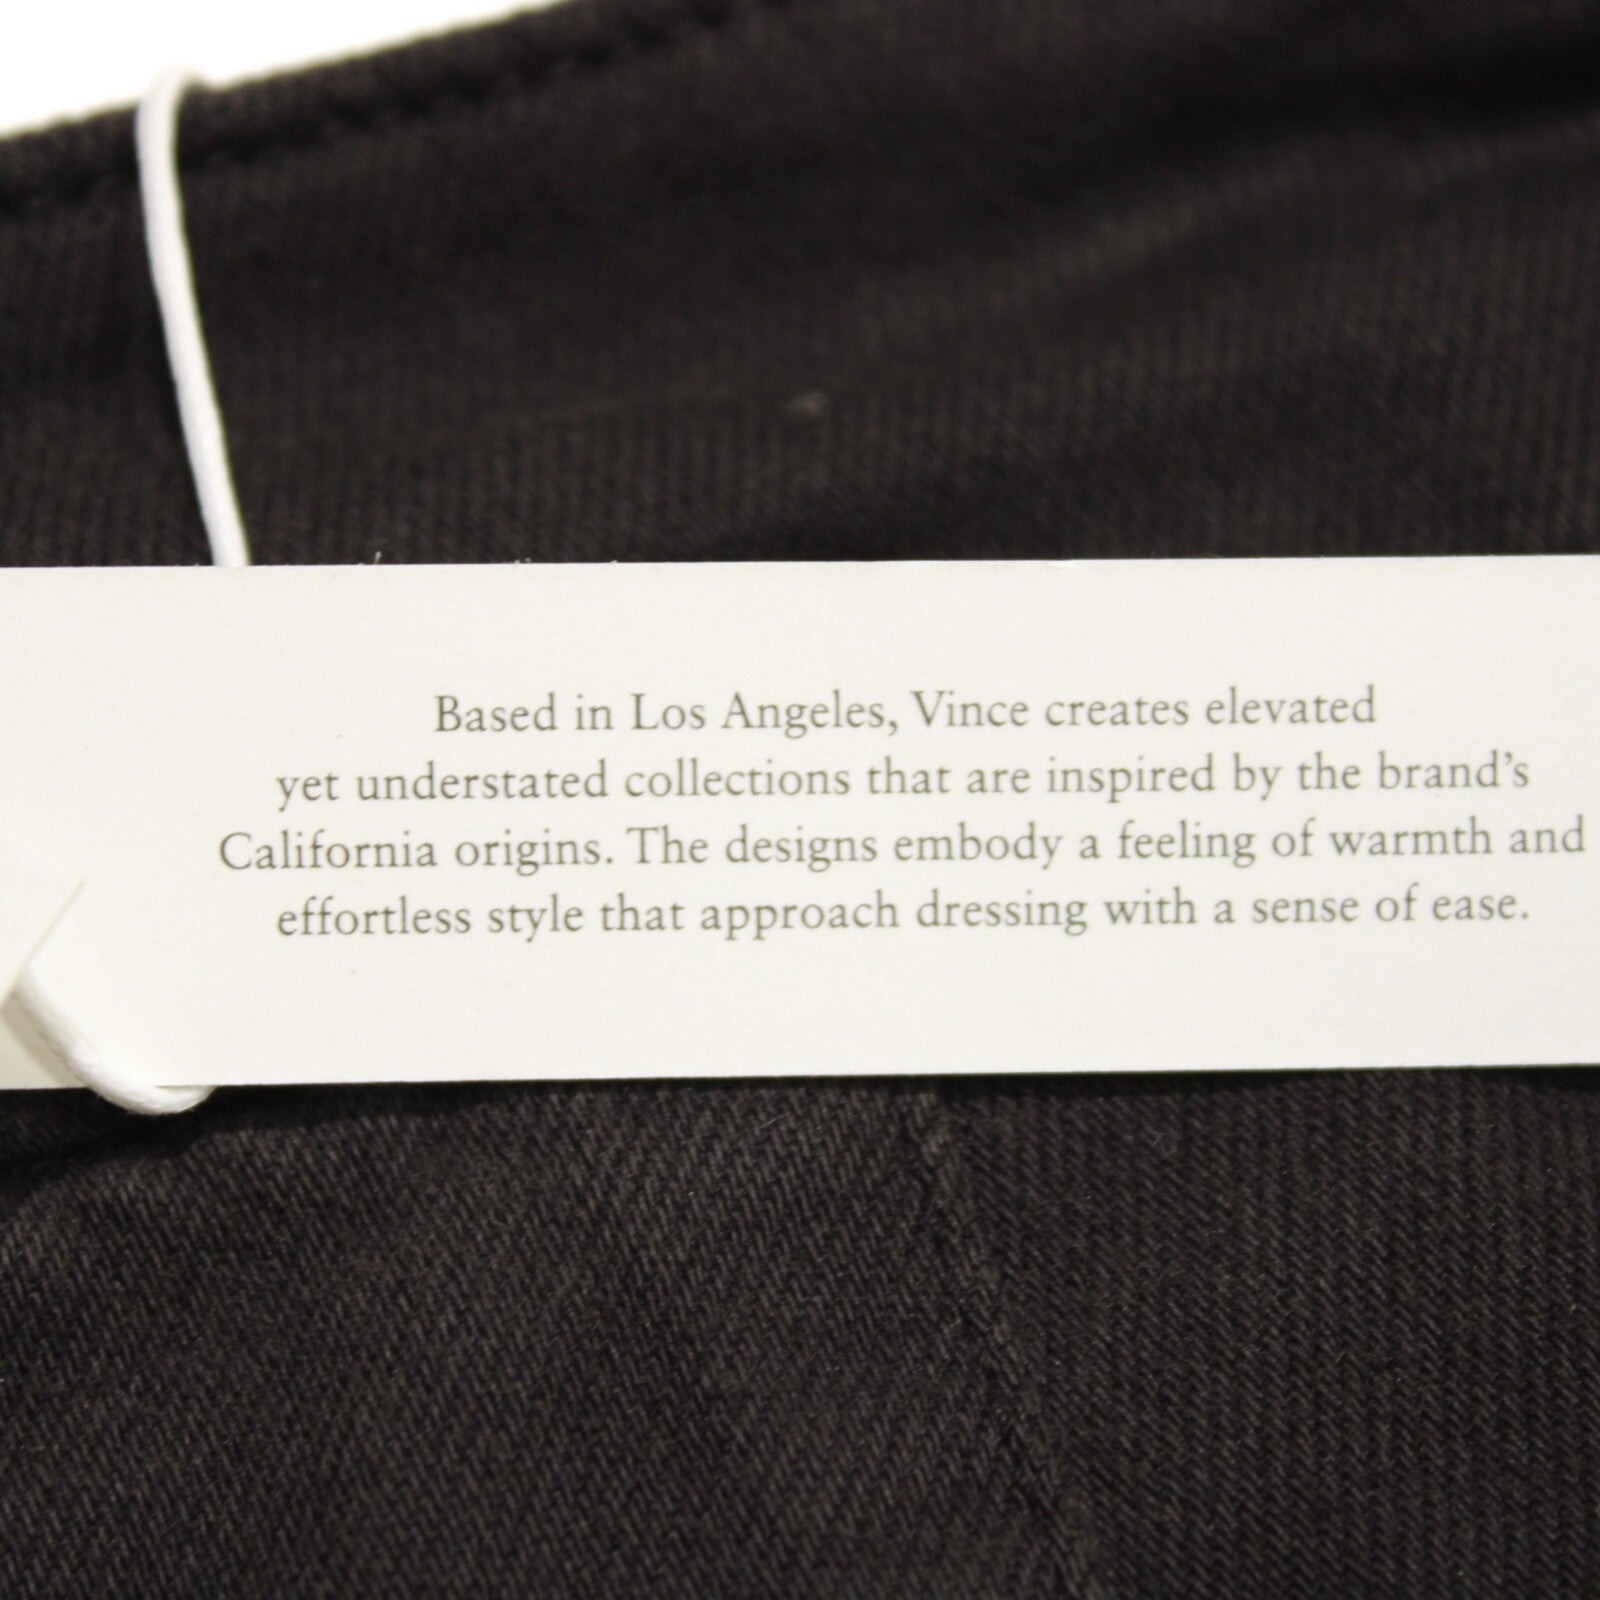 Based in Los Angeles, Vince creates elevated
yet understated collections that are inspired by the brand's
California origins. The designs embody a feeling of warmth and
effortless style that approach dressing with a sense of ease.